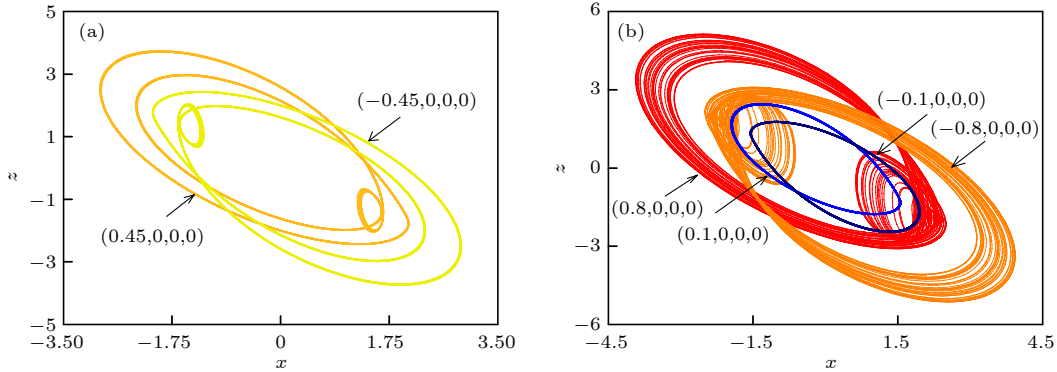 (a)
5
3
1
−1
−3
−5
z
(−0.45,0,0,0)
(0.45,0,0,0)
−3.50 −1.75 0 1.75 3.50
x
(b)
6
3
0
−3
−6
z
(−0.1,0,0,0)
(−0.8,0,0,0)
(0.8,0,0,0)
(0.1,0,0,0)
−4.5 −1.5 1.5 4.5
x